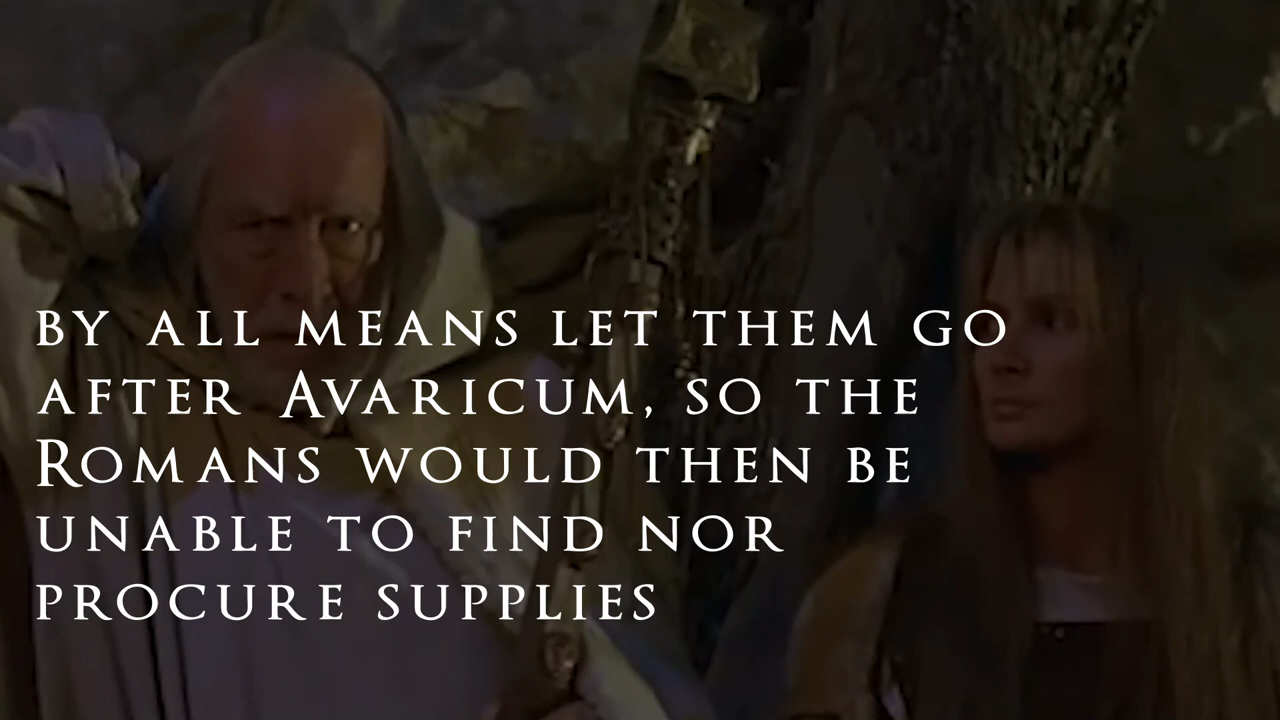 BY ALL MEANS LET THEM GO
AFTER AVARICUM, SO THE
ROMANS WOULD THEN BE
UNABLE TO FIND NOR
PROCURE SUPPLIES